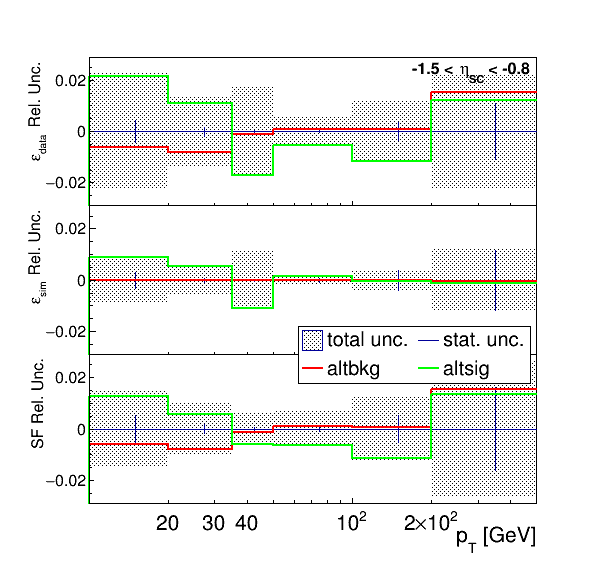 -1.5 < η_SC < -0.8
ε_data Rel. Unc.
0.02
0
−0.02
ε_sim Rel. Unc.
0.02
0
−0.02
total unc. stat. unc.
altbkg altsig
SF Rel. Unc.
0.02
0
−0.02
20 30 40 10² 2×10²
p_T [GeV]